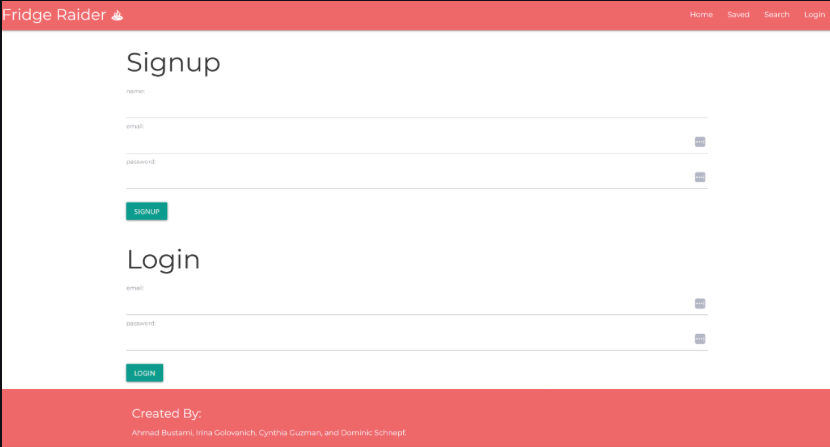 Fridge Raider
Home Saved Search Login
Signup
name:
email:
password:
SIGNUP
Login
email:
password:
LOGIN
Created By:
Ahmad Bustami, Irina Golovanich, Cynthia Guzman, and Dominic Schnepf.